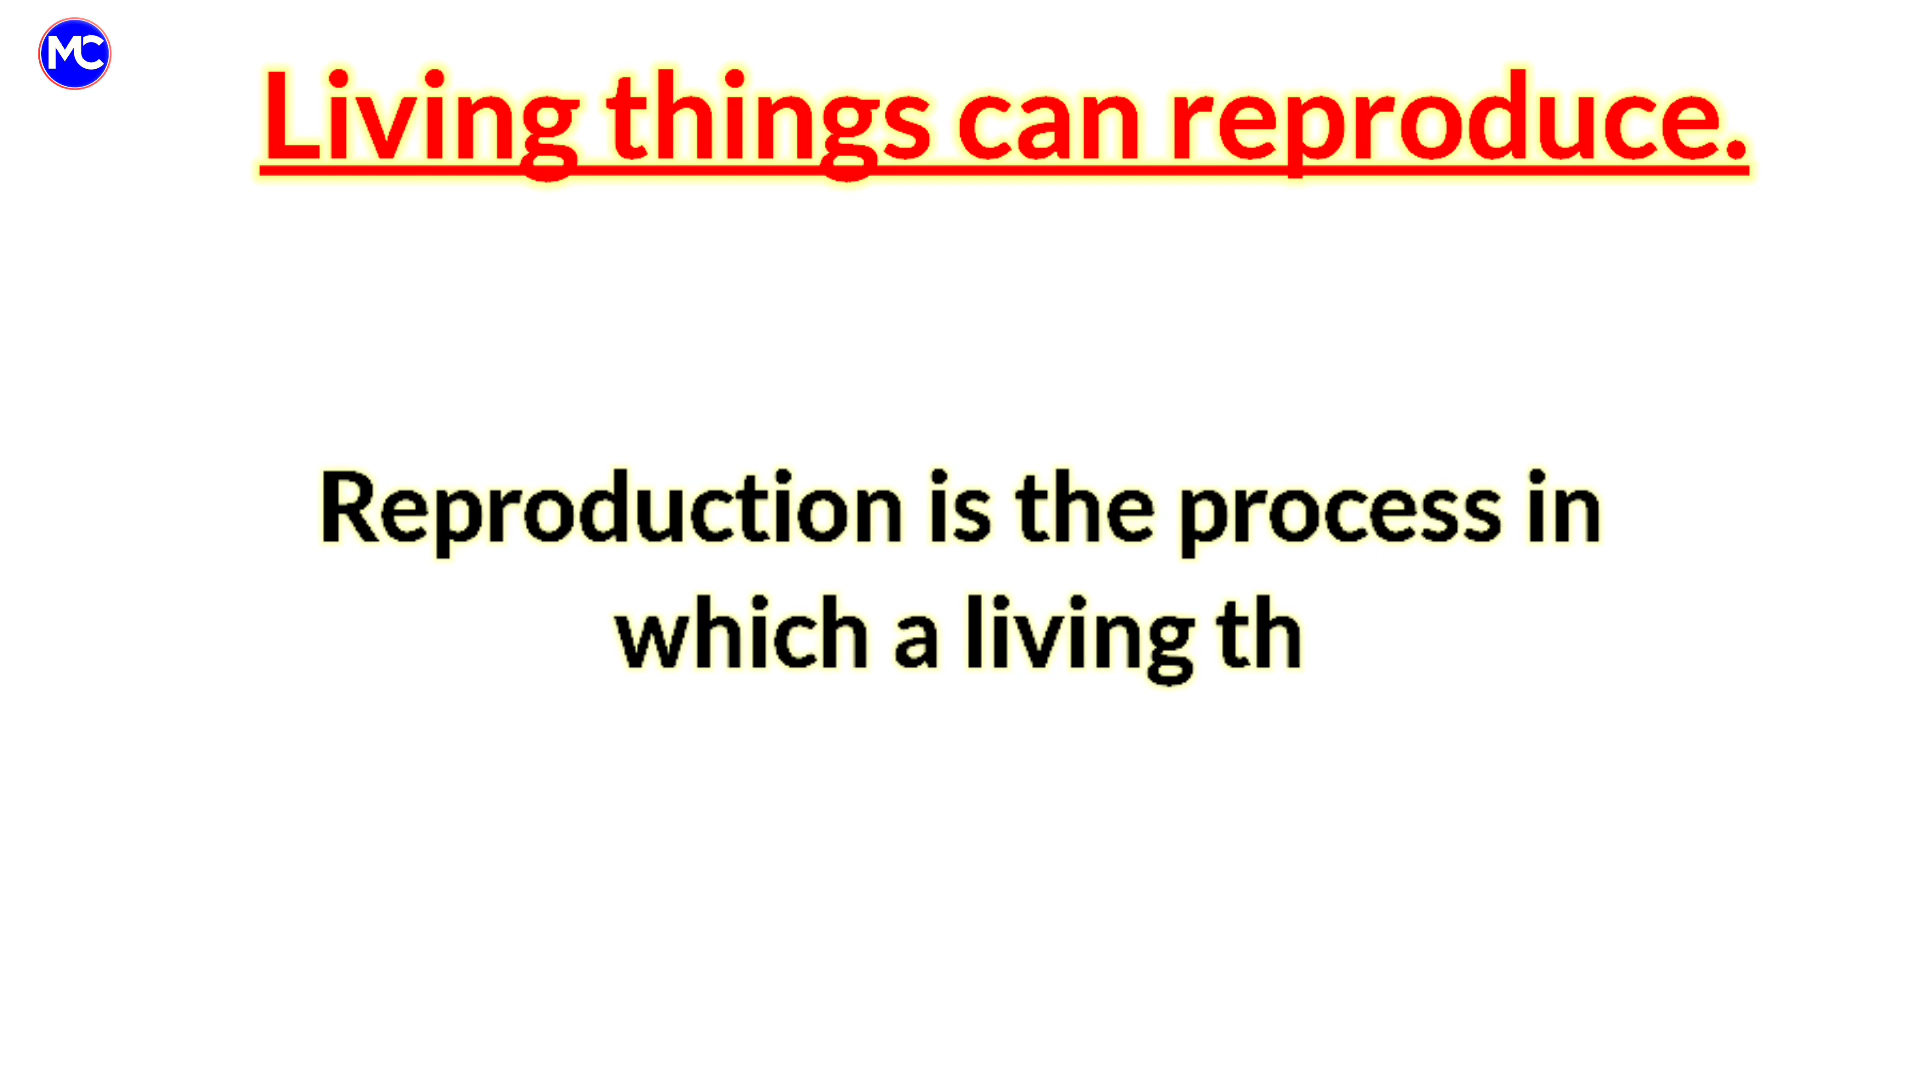 MC
Living things can reproduce.
Reproduction is the process in
which a living th